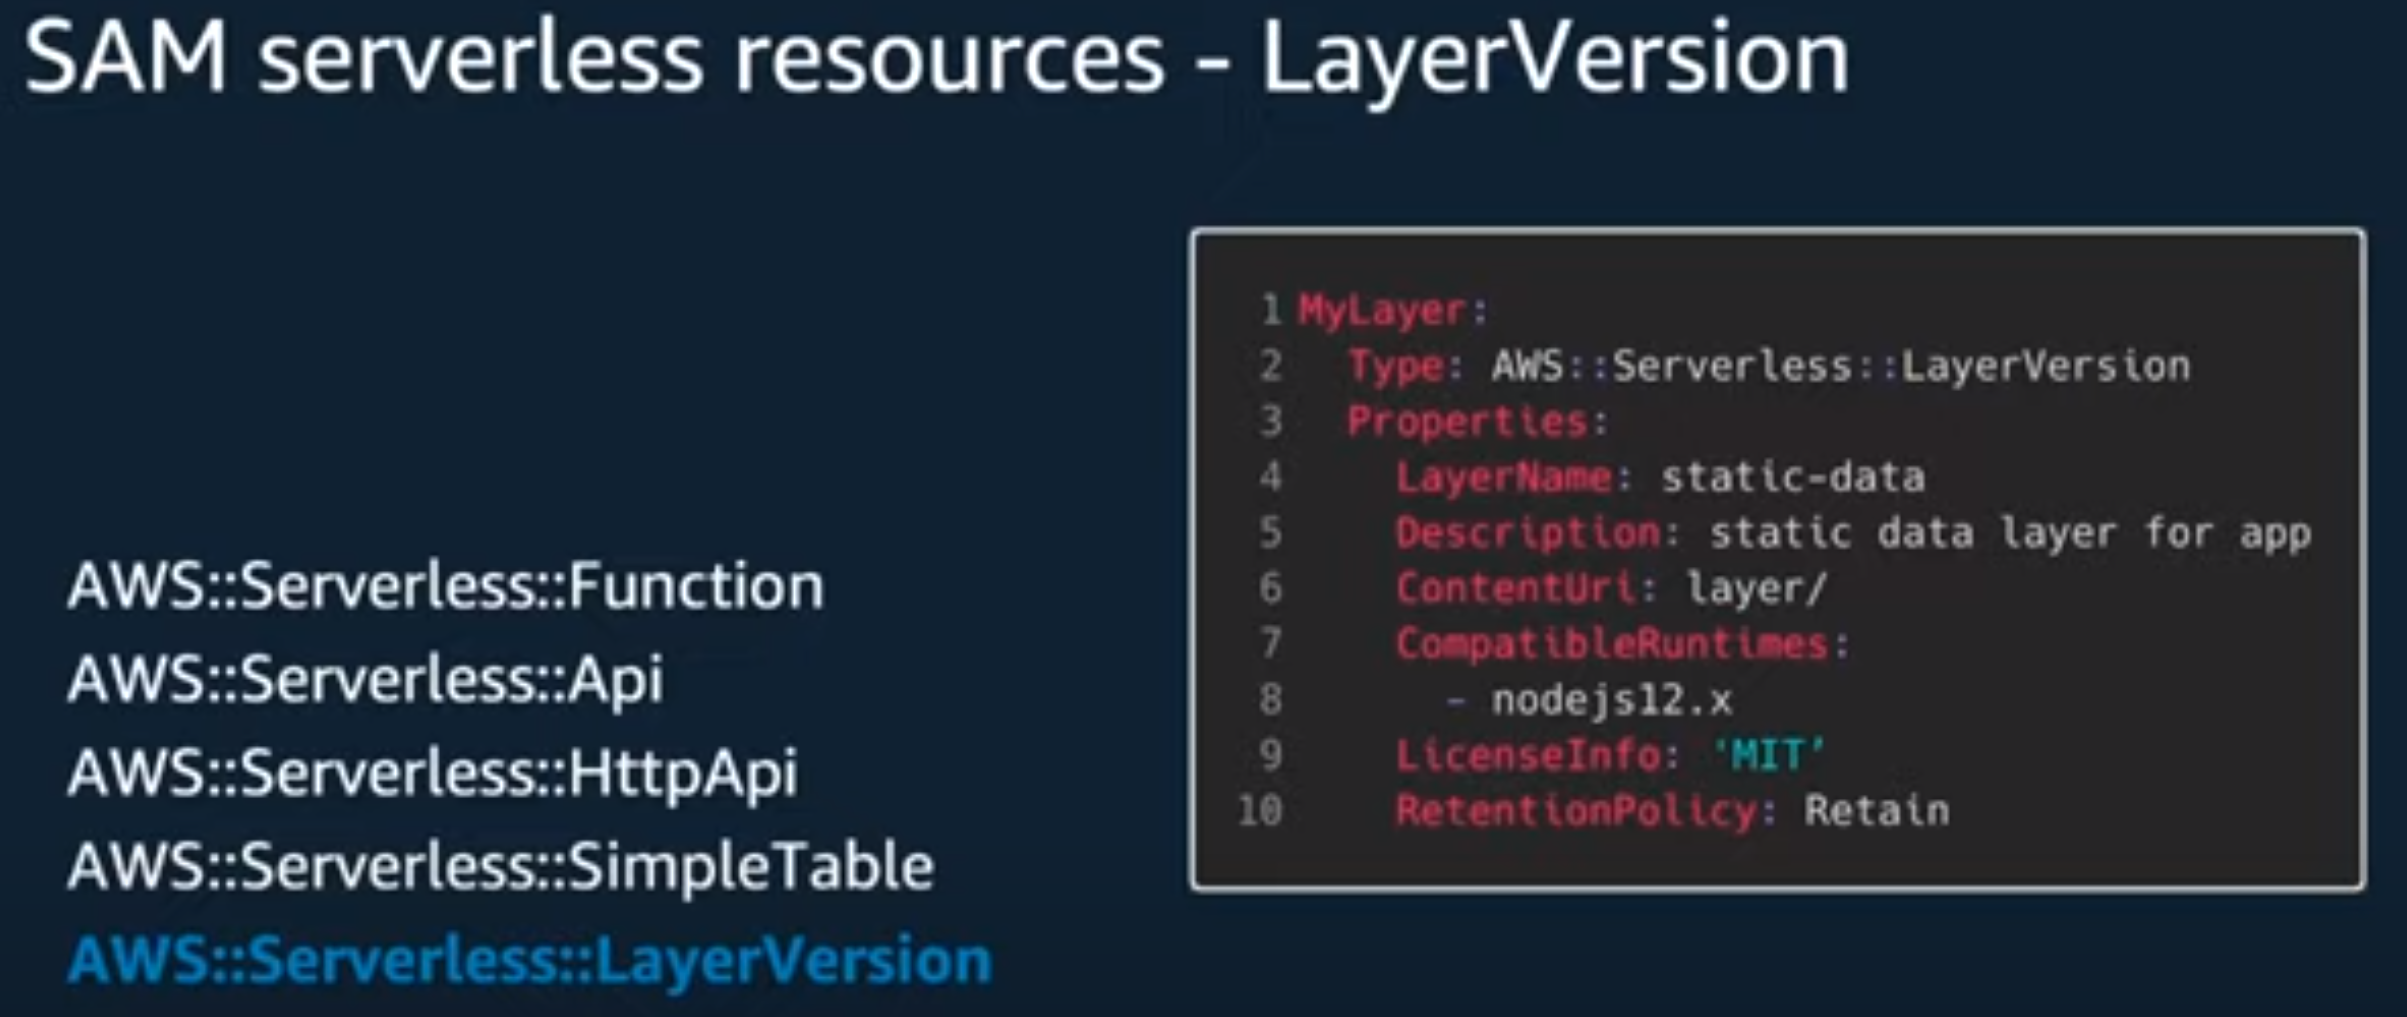 SAM serverless resources - LayerVersion
AWS::Serverless::Function
AWS::Serverless::Api
AWS::Serverless::HttpApi
AWS::Serverless::SimpleTable
AWS::Serverless::LayerVersion
1 MyLayer:
2 Type: AWS::Serverless::LayerVersion
3 Properties:
4 LayerName: static-data
5 Description: static data layer for app
6 ContentUri: layer/
7 CompatibleRuntimes:
8 - nodejs12.x
9 LicenseInfo: ‘MIT’
10 RetentionPolicy: Retain